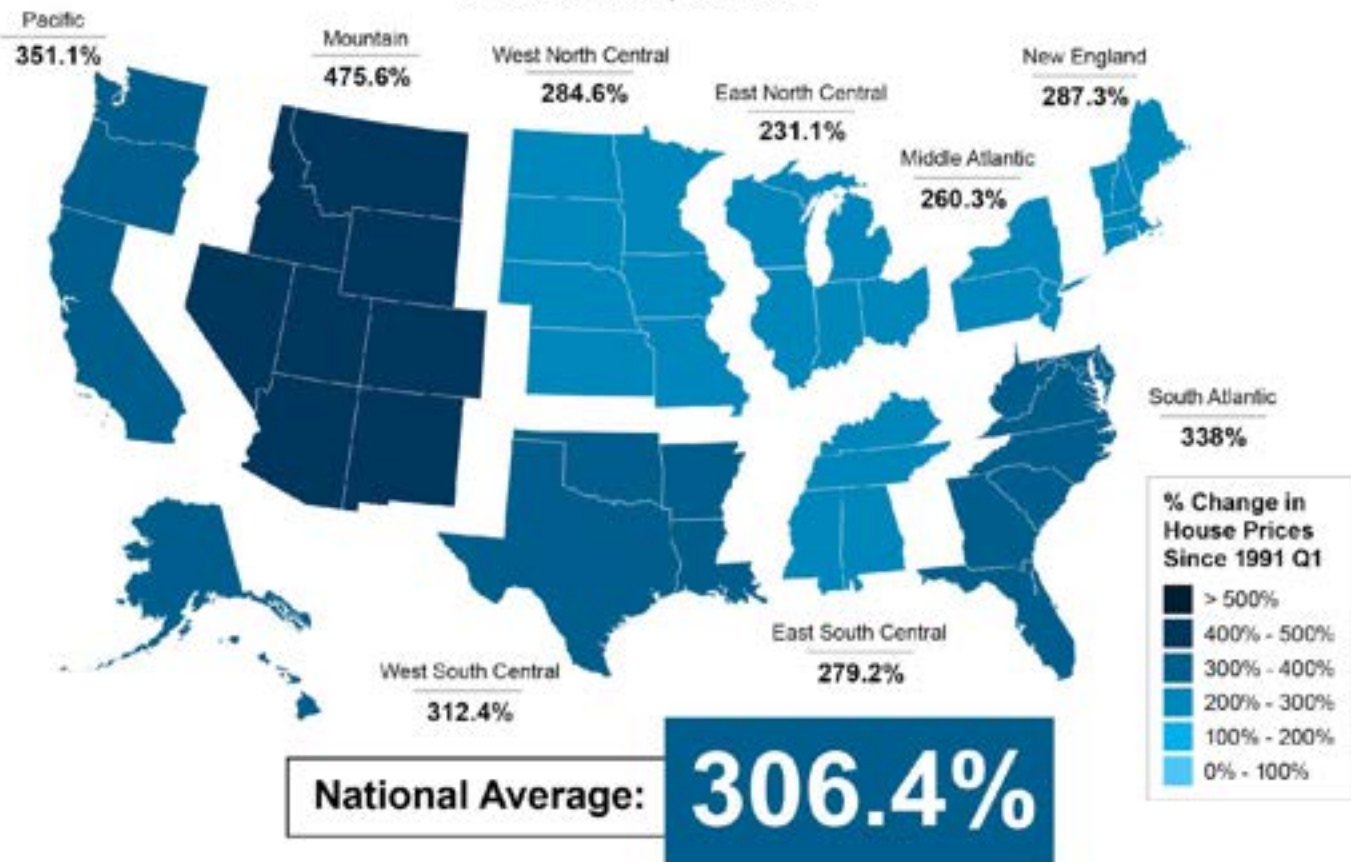 Pacific
351.1%
Mountain
475.6%
West North Central
284.6%
East North Central
231.1%
New England
287.3%
Middle Atlantic
260.3%
South Atlantic
338%
% Change in
House Prices
Since 1991 Q1
> 500%
400% - 500%
300% - 400%
200% - 300%
100% - 200%
0% - 100%
East South Central
279.2%
West South Central
312.4%
National Average:
306.4%